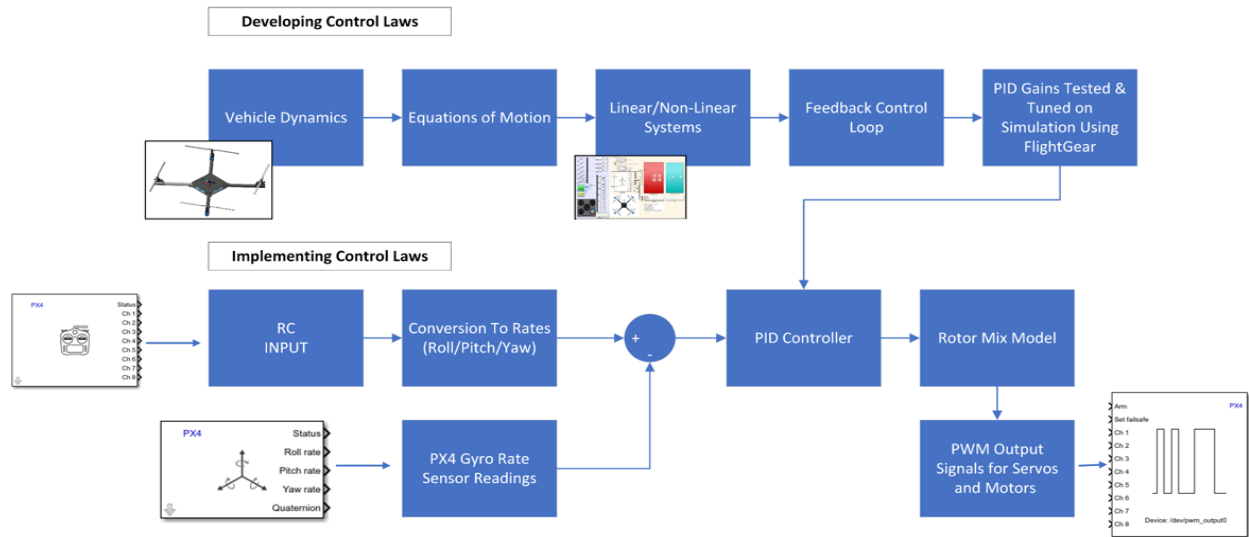 Developing Control Laws
Vehicle Dynamics
Equations of Motion
Linear/Non-Linear
Systems
Feedback Control
Loop
PID Gains Tested &
Tuned on
Simulation Using
FlightGear
Implementing Control Laws
PX4
Status
Ch 1
Ch 2
Ch 3
Ch 4
Ch 5
Ch 6
Ch 7
Ch 8
RC
INPUT
Conversion To Rates
(Roll/Pitch/Yaw)
+
-
PID Controller
Rotor Mix Model
PX4
Status
Roll rate
Pitch rate
Yaw rate
Quaternion
PX4 Gyro Rate
Sensor Readings
PWM Output
Signals for Servos
and Motors
PX4
Arm
Set failsafe
Ch 1
Ch 2
Ch 3
Ch 4
Ch 5
Ch 6
Ch 7
Ch 8
Device: /dev/pwm_output0